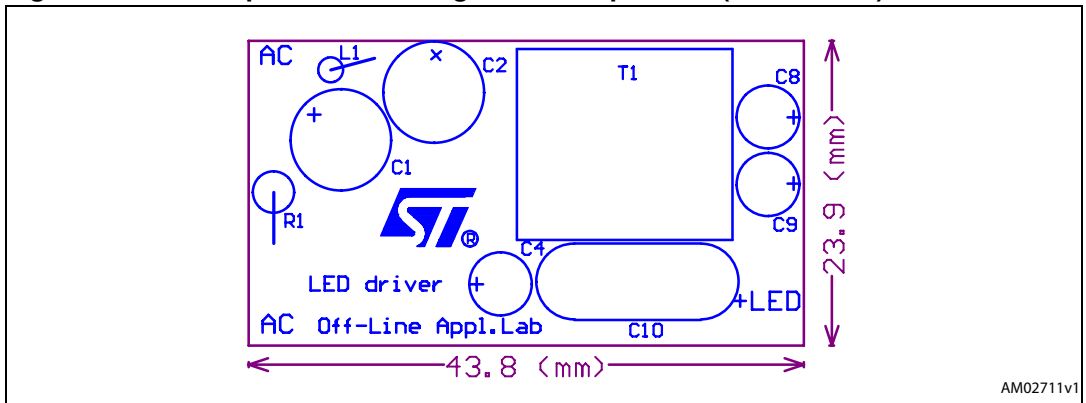 AC
L1
C2
T1
C8
C1
R1
C9
ST®
C4
LED driver
+LED
AC Off-Line Appl.Lab
C10
23.9 (mm)
43.8 (mm)
AM02711v1